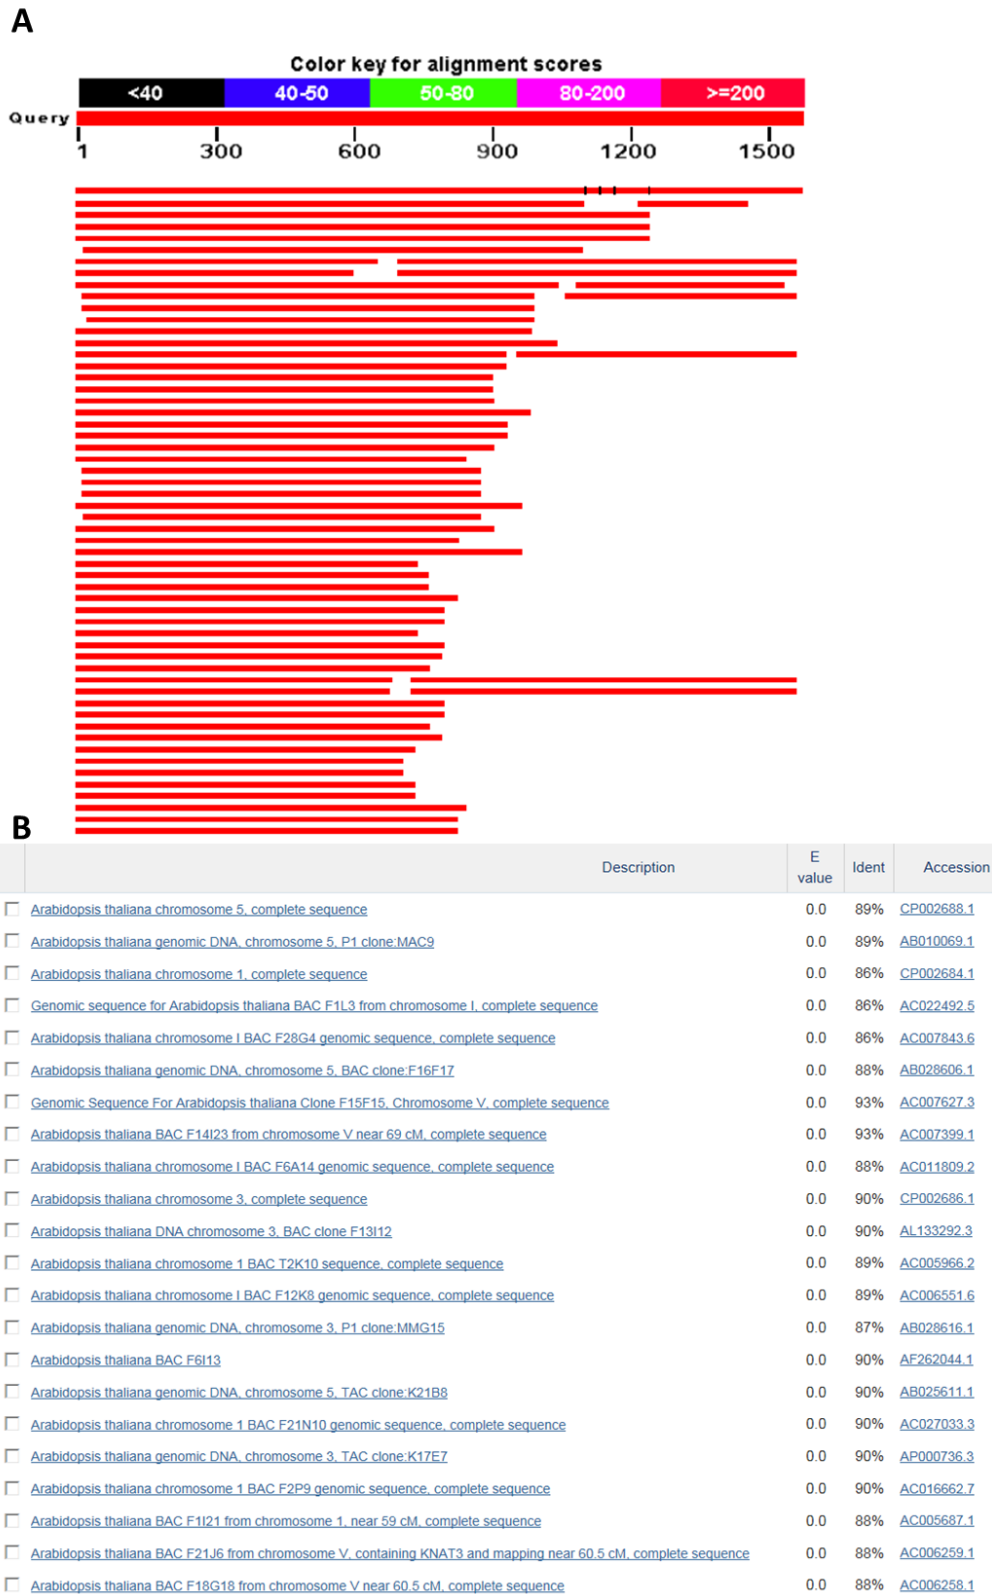 A
Color key for alignment scores
<40 40-50 50-80 80-200 >=200
Query
1 300 600 900 1200 1500
B
Description E value Ident Accession
Arabidopsis thaliana chromosome 5, complete sequence 0.0 89% CP002688.1
Arabidopsis thaliana genomic DNA, chromosome 5, P1 clone:MAC9 0.0 89% AB010069.1
Arabidopsis thaliana chromosome 1, complete sequence 0.0 86% CP002684.1
Genomic sequence for Arabidopsis thaliana BAC F1L3 from chromosome I, complete sequence 0.0 86% AC022492.5
Arabidopsis thaliana chromosome I BAC F28G4 genomic sequence, complete sequence 0.0 86% AC007843.6
Arabidopsis thaliana genomic DNA, chromosome 5, BAC clone:F16F17 0.0 88% AB028606.1
Genomic Sequence For Arabidopsis thaliana Clone F15F15, Chromosome V, complete sequence 0.0 93% AC007627.3
Arabidopsis thaliana BAC F14I23 from chromosome V near 69 cM, complete sequence 0.0 93% AC007399.1
Arabidopsis thaliana chromosome I BAC F6A14 genomic sequence, complete sequence 0.0 88% AC011809.2
Arabidopsis thaliana chromosome 3, complete sequence 0.0 90% CP002686.1
Arabidopsis thaliana DNA chromosome 3, BAC clone F13I12 0.0 90% AL133292.3
Arabidopsis thaliana chromosome 1 BAC T2K10 sequence, complete sequence 0.0 89% AC005966.2
Arabidopsis thaliana chromosome I BAC F12K8 genomic sequence, complete sequence 0.0 89% AC006551.6
Arabidopsis thaliana genomic DNA, chromosome 3, P1 clone:MMG15 0.0 87% AB028616.1
Arabidopsis thaliana BAC F6I13 0.0 90% AF262044.1
Arabidopsis thaliana genomic DNA, chromosome 5, TAC clone:K21B8 0.0 90% AB025611.1
Arabidopsis thaliana chromosome 1 BAC F21N10 genomic sequence, complete sequence 0.0 90% AC027033.3
Arabidopsis thaliana genomic DNA, chromosome 3, TAC clone:K17E7 0.0 90% AP000736.3
Arabidopsis thaliana chromosome 1 BAC F2P9 genomic sequence, complete sequence 0.0 90% AC016662.7
Arabidopsis thaliana BAC F1I21 from chromosome 1, near 59 cM, complete sequence 0.0 88% AC005687.1
Arabidopsis thaliana BAC F21J6 from chromosome V, containing KNAT3 and mapping near 60.5 cM, complete sequence 0.0 88% AC006259.1
Arabidopsis thaliana BAC F18G18 from chromosome V near 60.5 cM, complete sequence 0.0 88% AC006258.1